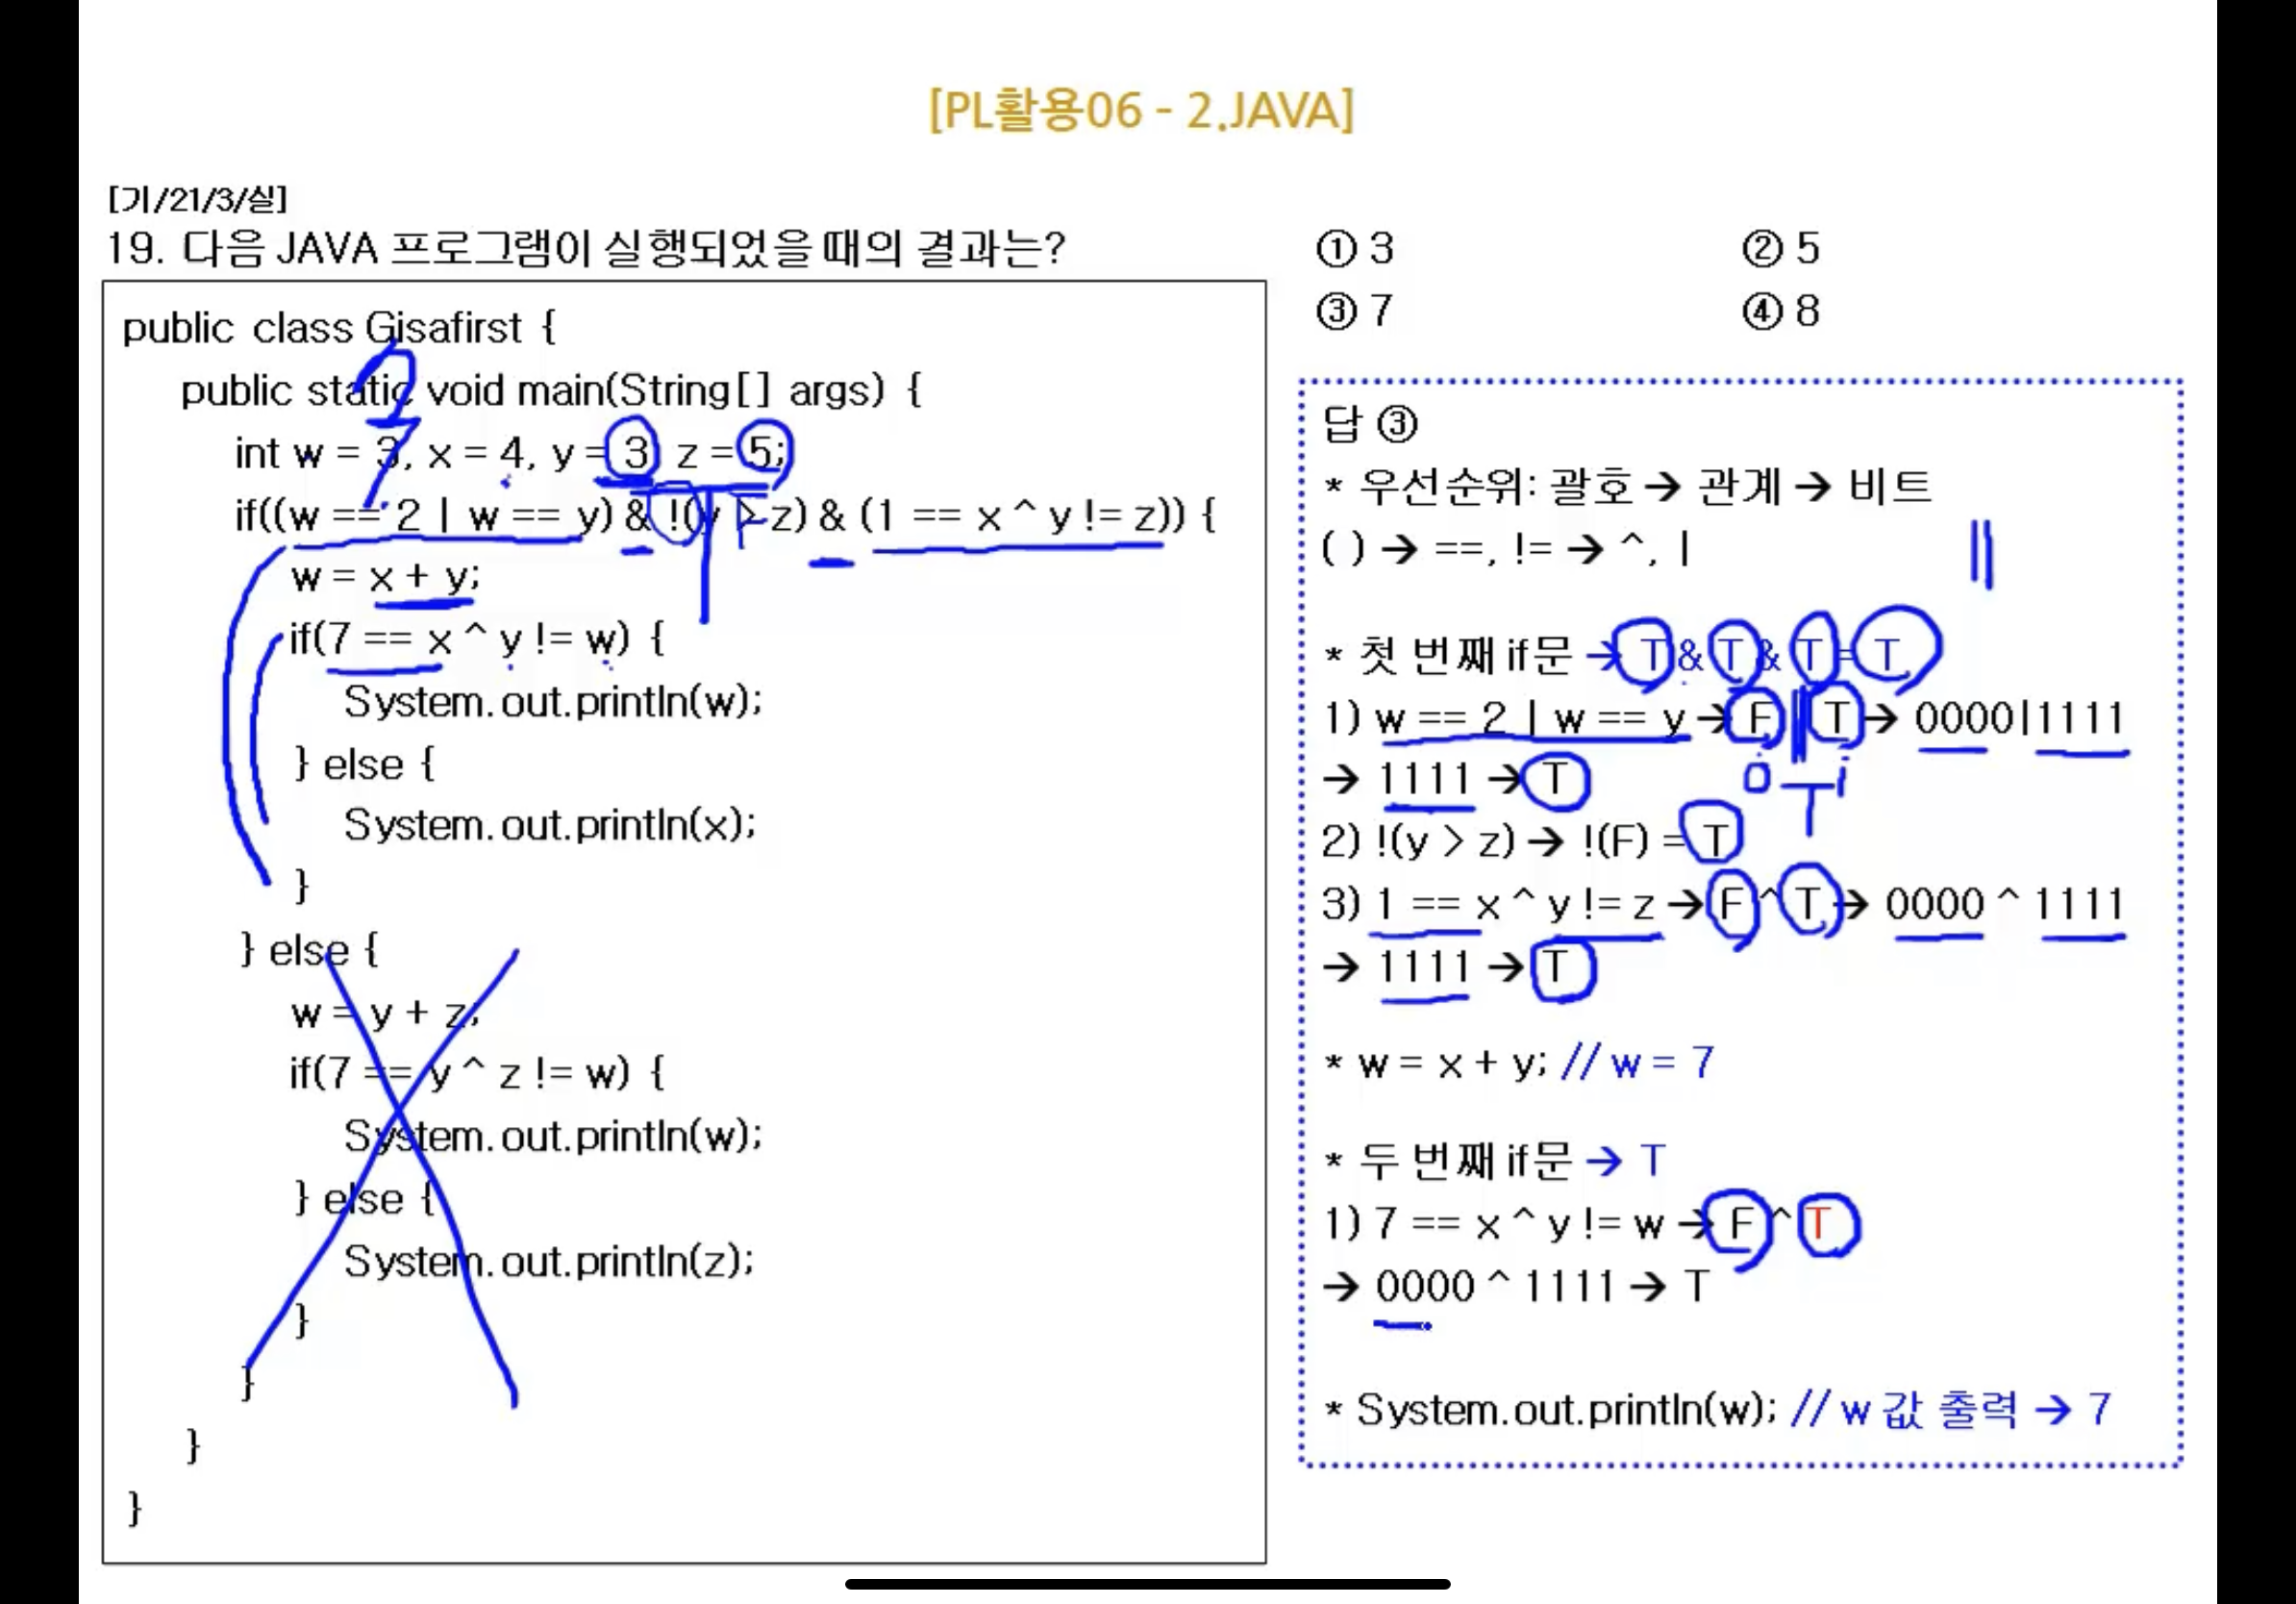 [PL활용06 - 2.JAVA]
[기/21/3/실]
19. 다음 JAVA 프로그램이 실행되었을 때의 결과는?
public class Gisafirst {
public static void main(String[] args) {
int w = 3, x = 4, y = 3 z = 5;
if((w == 2 | w == y) & !(y > z) & (1 == x ^ y != z)) {
w = x + y;
if(7 == x ^ y != w) {
System.out.println(w);
} else {
System.out.println(x);
}
} else {
w = y + z;
if(7 == y ^ z != w) {
System.out.println(w);
} else {
System.out.println(z);
}
}
}
}
① 3 ② 5
③ 7 ④ 8
답 ③
* 우선순위: 괄호 → 관계 → 비트
( ) → ==, != → ^, | ||
* 첫 번째 if문 → T & T & T = T
1) w == 2 | w == y → F || T → 0000|1111
→ 1111 → T
0 1
T
2) !(y > z) → !(F) = T
3) 1 == x ^ y != z → F ^ T → 0000 ^ 1111
→ 1111 → T
* w = x + y; // w = 7
* 두 번째 if문 → T
1) 7 == x ^ y != w → F ^ T
→ 0000 ^ 1111 → T
* System.out.println(w); // w 값 출력 → 7